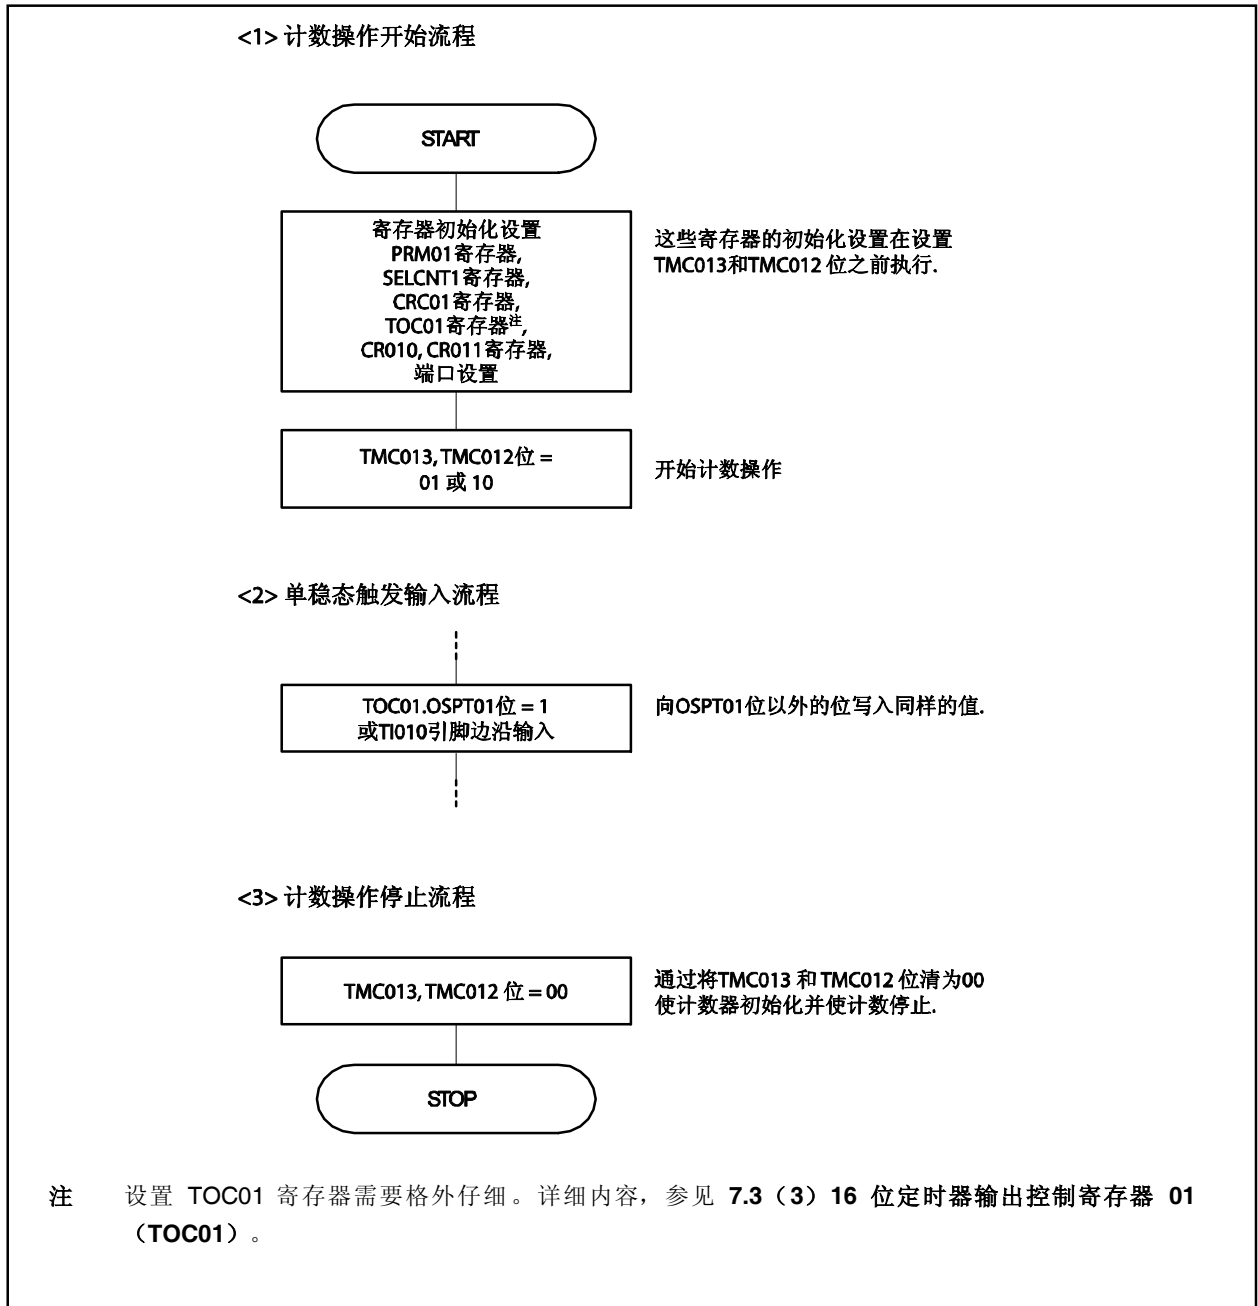 <1> 计数操作开始流程
START
寄存器初始化设置
PRM01寄存器,
SELCNT1寄存器,
CRC01寄存器,
TOC01寄存器注,
CR010, CR011寄存器,
端口设置
这些寄存器的初始化设置在设置
TMC013和TMC012 位之前执行.
TMC013, TMC012位 =
01 或 10
开始计数操作
<2> 单稳态触发输入流程
TOC01.OSPT01位 = 1
或TI010引脚边沿输入
向OSPT01位以外的位写入同样的值.
<3> 计数操作停止流程
TMC013, TMC012 位 = 00
通过将TMC013 和 TMC012 位清为00
使计数器初始化并使计数停止.
STOP
注 设置 TOC01 寄存器需要格外仔细。详细内容，参见 7.3（3）16 位定时器输出控制寄存器 01
（TOC01）。